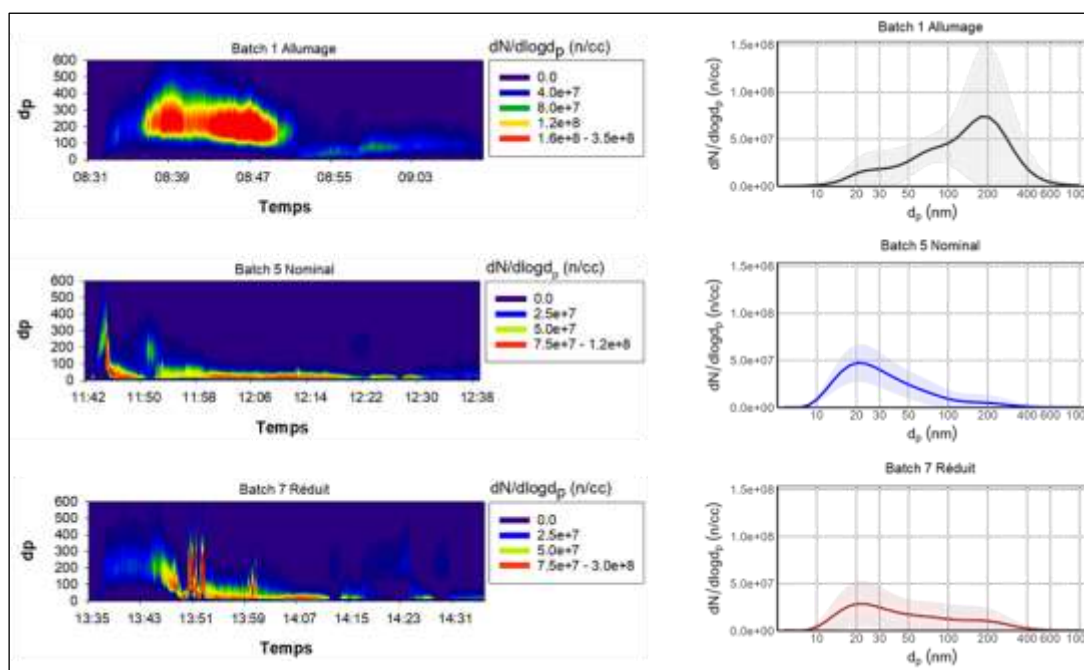 Batch 1 Allumage
dN/dlogdp (n/cc)
600
500
400
300
200
100
0
dp
0.0
4.0e+7
8.0e+7
1.2e+8
1.6e+8 - 3.5e+8
08:31 08:39 08:47 08:55 09:03
Temps
Batch 1 Allumage
dN/dlogdp (n/cc)
1.5e+08
1.0e+08
5.0e+07
0.0e+00
10 20 30 50 100 200 400 600 100
dp (nm)
Batch 5 Nominal
dN/dlogdp (n/cc)
600
500
400
300
200
100
0
dp
0.0
2.5e+7
5.0e+7
7.5e+7 - 1.2e+8
11:42 11:50 11:58 12:06 12:14 12:22 12:30 12:38
Temps
Batch 5 Nominal
dN/dlogdp (n/cc)
1.5e+08
1.0e+08
5.0e+07
0.0e+00
10 20 30 50 100 200 400 600 100
dp (nm)
Batch 7 Réduit
dN/dlogdp (n/cc)
600
500
400
300
200
100
0
dp
0.0
2.5e+7
5.0e+7
7.5e+7 - 3.0e+8
13:35 13:43 13:51 13:59 14:07 14:15 14:23 14:31
Temps
Batch 7 Réduit
dN/dlogdp (n/cc)
1.5e+08
1.0e+08
5.0e+07
0.0e+00
10 20 30 50 100 200 400 600 100
dp (nm)